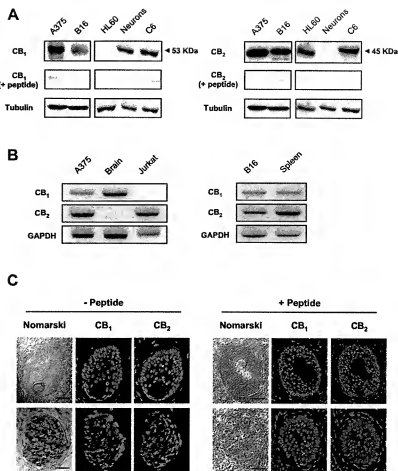 A
A375 B16 HL60 Neurons C6
CB1 53 KDa
CB1 (+ peptide)
Tubulin
A375 B16 HL60 Neurons C6
CB2 45 KDa
CB2 (+ peptide)
Tubulin
B
A375 Brain Jurkat
CB1
CB2
GAPDH
B16 Spleen
CB1
CB2
GAPDH
C
- Peptide
Nomarski CB1 CB2
+ Peptide
Nomarski CB1 CB2